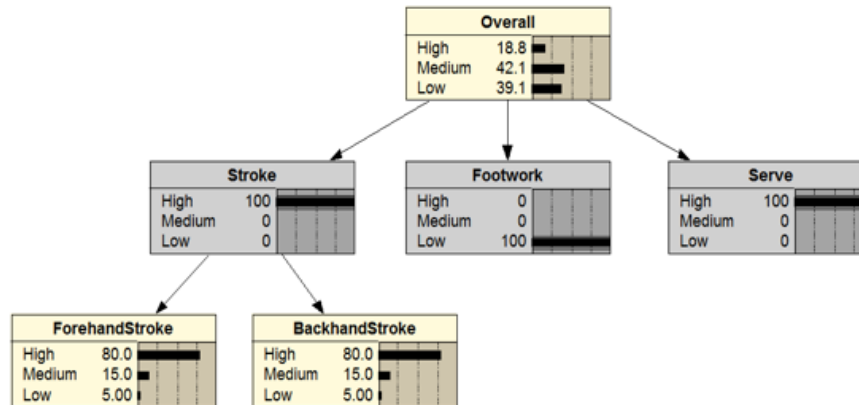 Overall
High 18.8
Medium 42.1
Low 39.1
Stroke
High 100
Medium 0
Low 0
Footwork
High 0
Medium 0
Low 100
Serve
High 100
Medium 0
Low 0
ForehandStroke
High 80.0
Medium 15.0
Low 5.00
BackhandStroke
High 80.0
Medium 15.0
Low 5.00